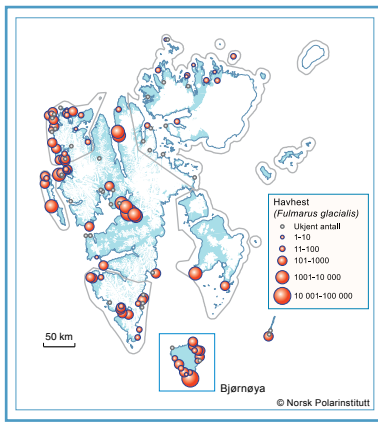 Havhest
(Fulmarus glacialis)
Ukjent antall
1–10
11–100
101–1000
1001–10 000
10 001–100 000
50 km
Bjørnøya
© Norsk Polarinstitutt